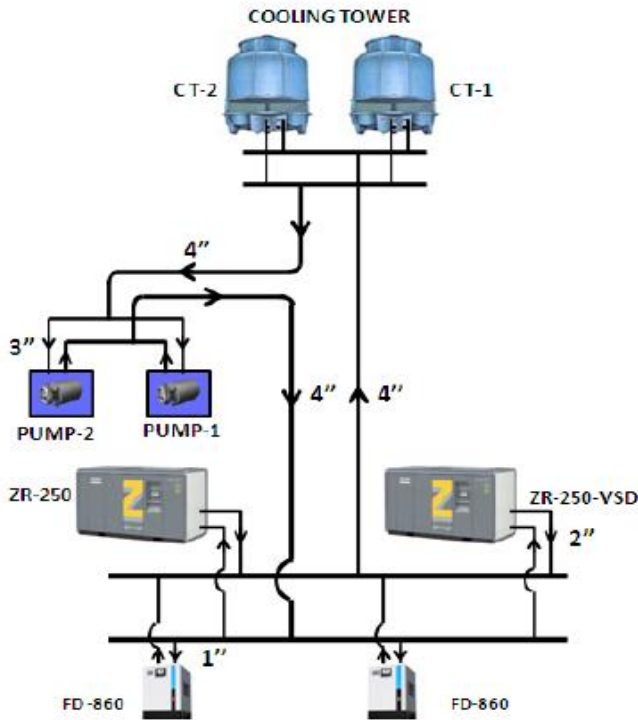 COOLING TOWER
CT-2
CT-1
4”
3”
4”
4”
PUMP-2
PUMP-1
ZR-250
ZR-250-VSD
2”
1”
FD-860
FD-860